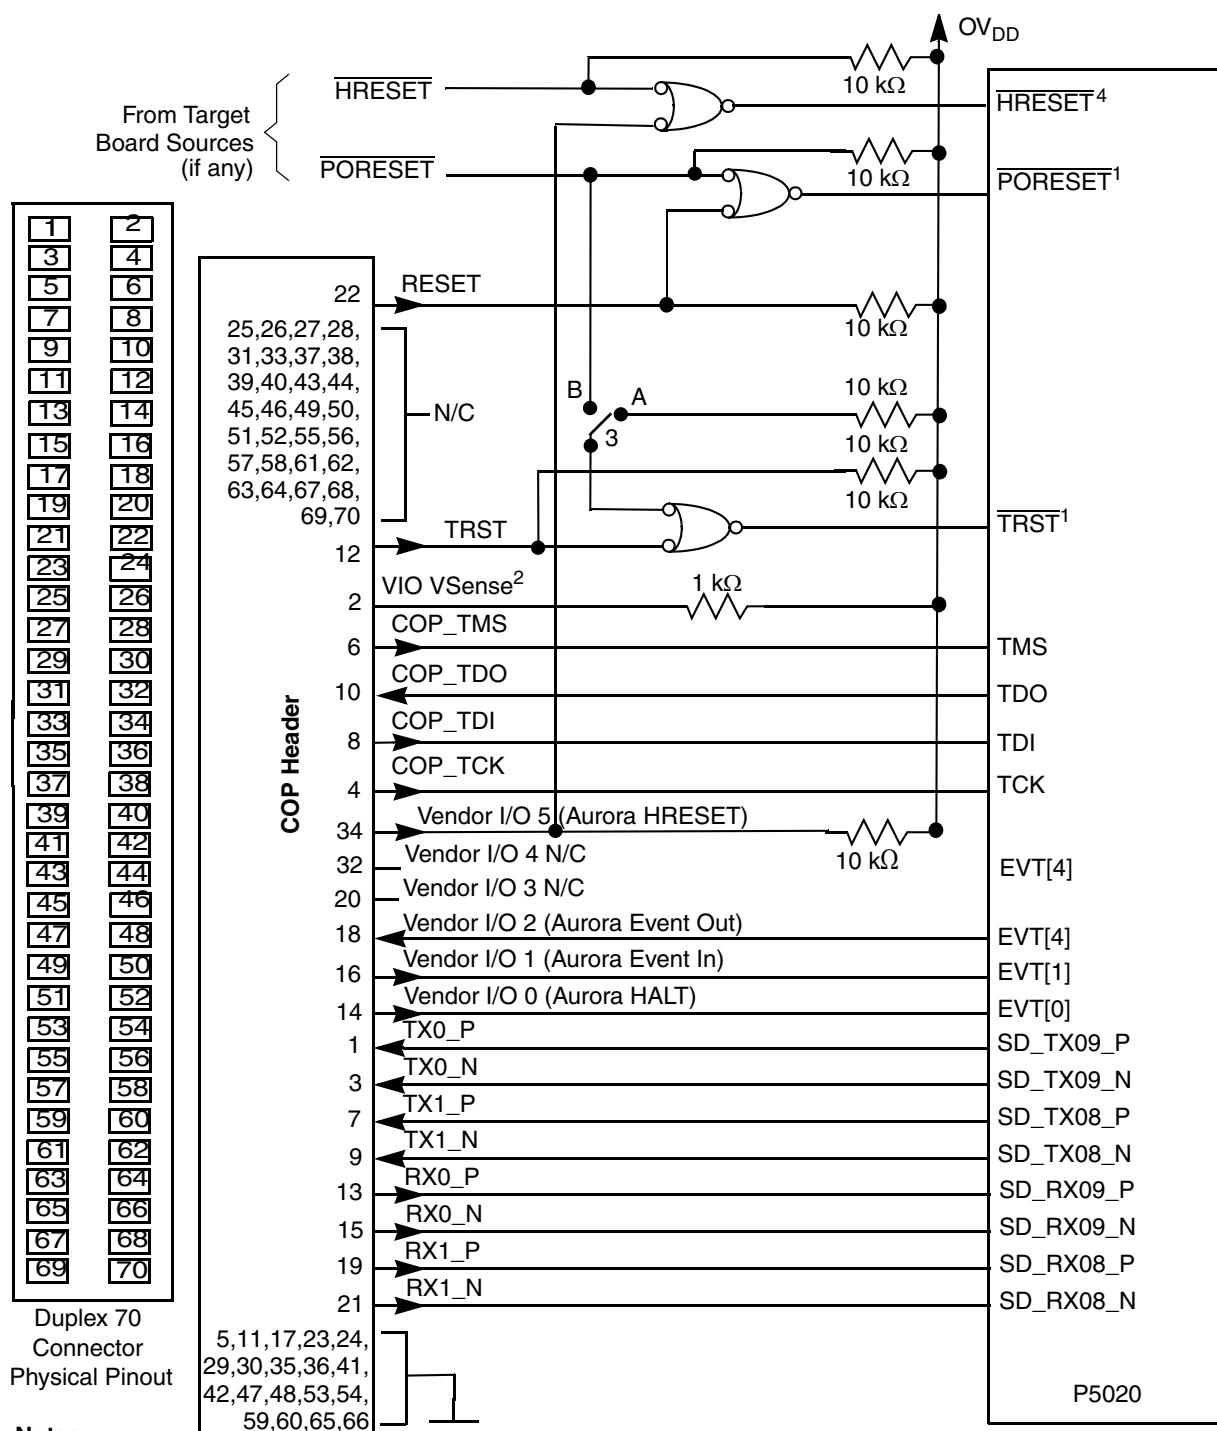 OVDD
10 kΩ
HRESET
HRESET4
From Target
Board Sources
(if any)
PORESET
10 kΩ
PORESET1
1 2
3 4
5 6
7 8
9 10
11 12
13 14
15 16
17 18
19 20
21 22
23 24
25 26
27 28
29 30
31 32
33 34
35 36
37 38
39 40
41 42
43 44
45 46
47 48
49 50
51 52
53 54
55 56
57 58
59 60
61 62
63 64
65 66
67 68
69 70
Duplex 70
Connector
Physical Pinout
COP Header
22 RESET
10 kΩ
25,26,27,28,
31,33,37,38,
39,40,43,44,
45,46,49,50,
51,52,55,56,
57,58,61,62,
63,64,67,68,
69,70
N/C
B A
3
10 kΩ
10 kΩ
10 kΩ
12 TRST
TRST1
2 VIO VSense2 1 kΩ
6 COP_TMS TMS
10 COP_TDO TDO
8 COP_TDI TDI
4 COP_TCK TCK
34 Vendor I/O 5 (Aurora HRESET)
10 kΩ
32 Vendor I/O 4 N/C EVT[4]
20 Vendor I/O 3 N/C
18 Vendor I/O 2 (Aurora Event Out) EVT[4]
16 Vendor I/O 1 (Aurora Event In) EVT[1]
14 Vendor I/O 0 (Aurora HALT) EVT[0]
1 TX0_P SD_TX09_P
3 TX0_N SD_TX09_N
7 TX1_P SD_TX08_P
9 TX1_N SD_TX08_N
13 RX0_P SD_RX09_P
15 RX0_N SD_RX09_N
19 RX1_P SD_RX08_P
21 RX1_N SD_RX08_N
5,11,17,23,24,
29,30,35,36,41,
42,47,48,53,54,
59,60,65,66
P5020